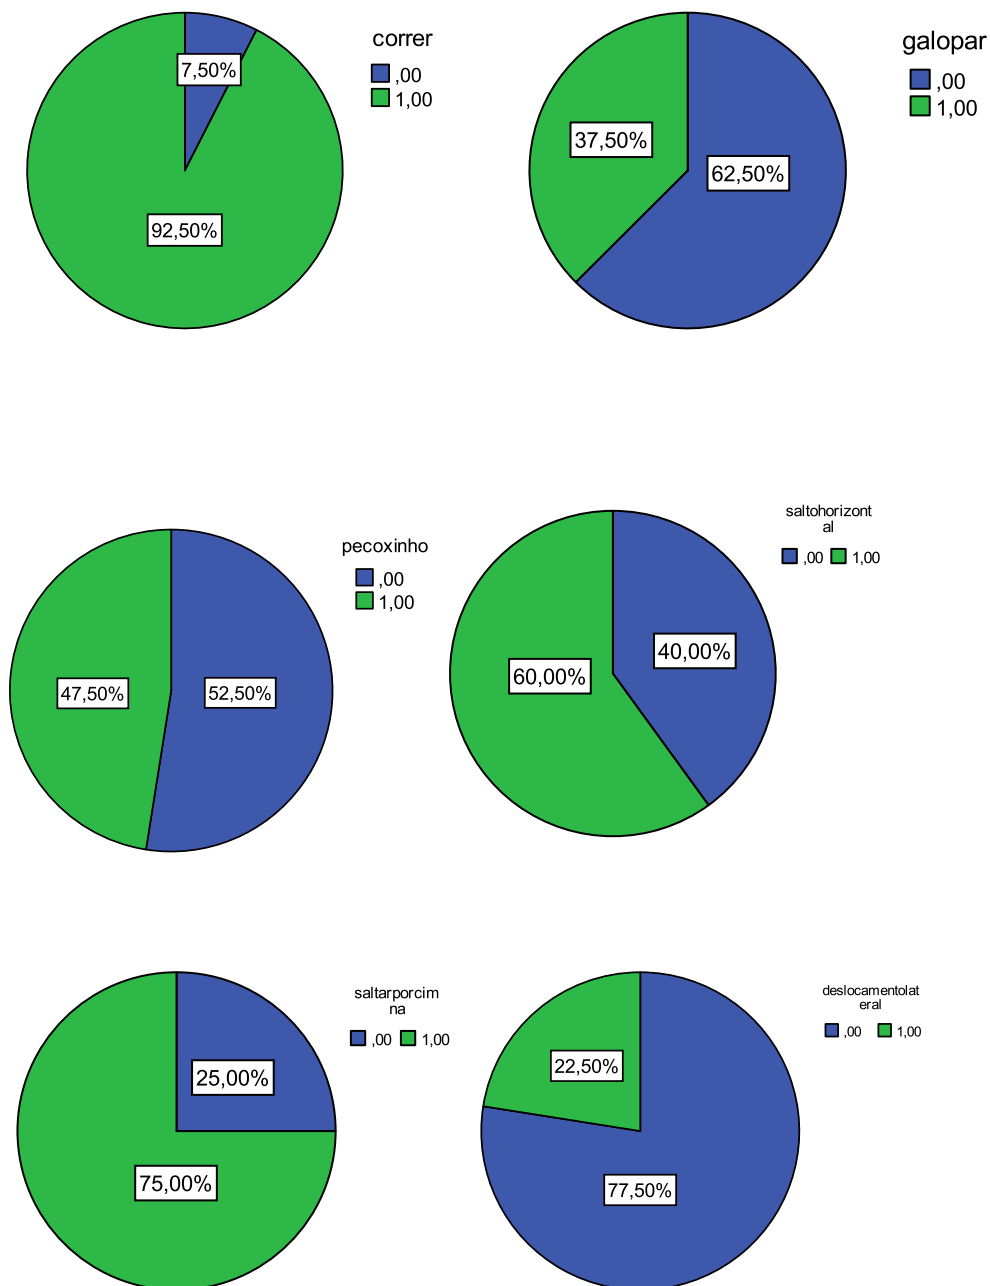 correr
,00
1,00
7,50%
92,50%
galopar
,00
1,00
37,50%
62,50%
pecoxinho
,00
1,00
47,50%
52,50%
saltohorizont
al
,00 1,00
40,00%
60,00%
saltarporcim
na
,00 1,00
25,00%
75,00%
deslocamentolat
eral
,00 1,00
22,50%
77,50%